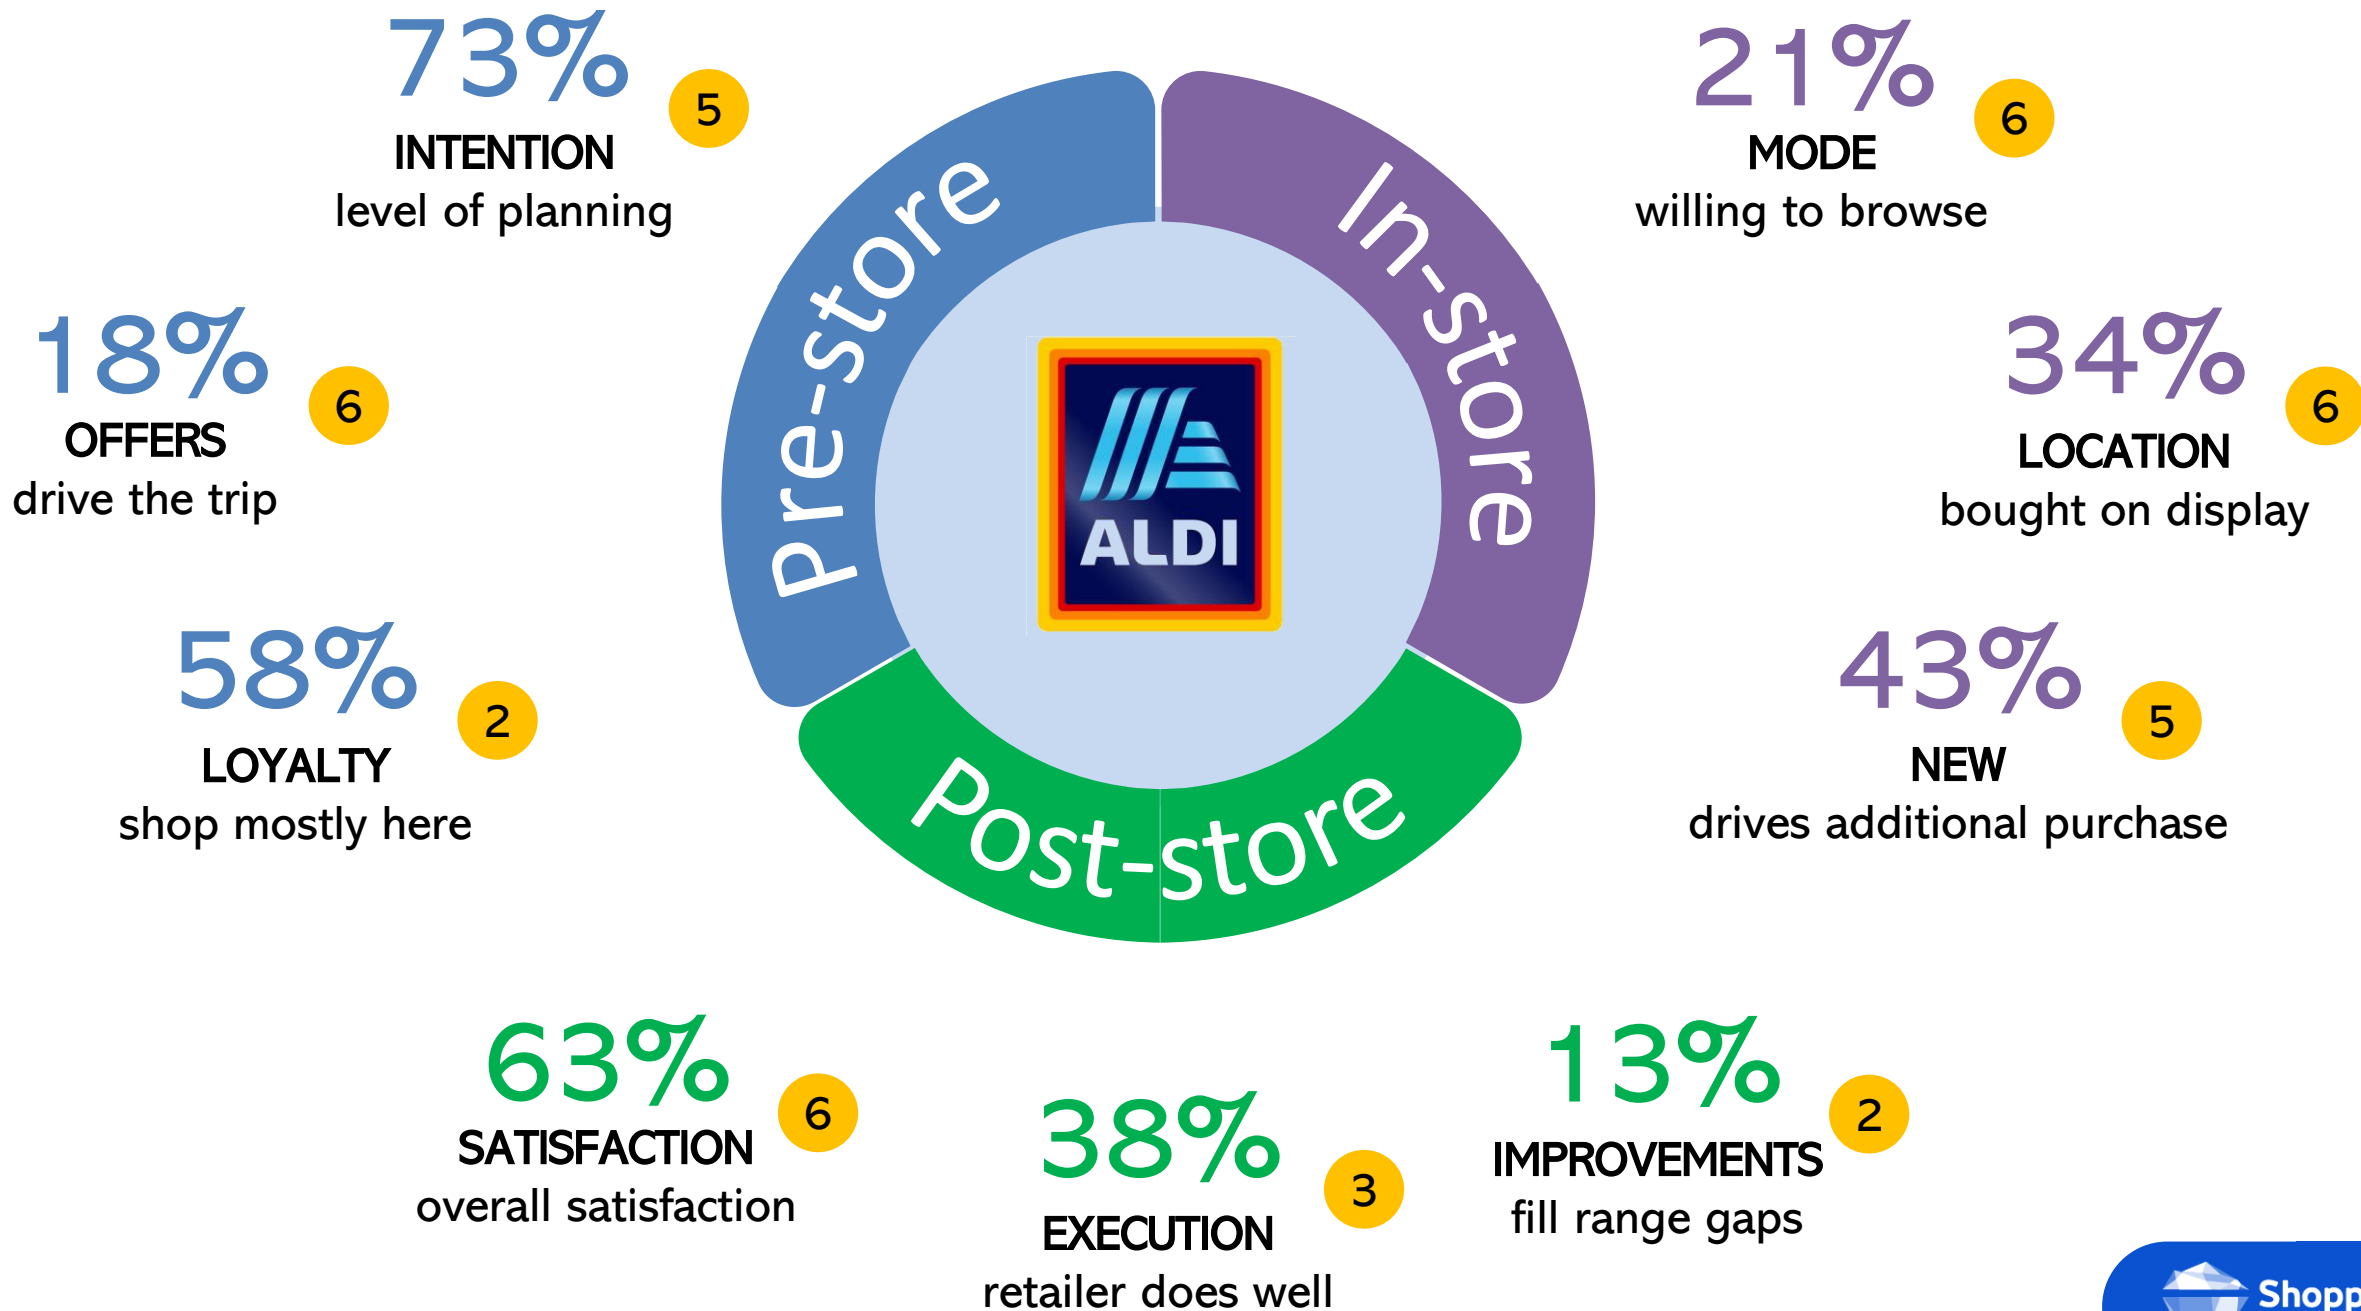 73%
5
INTENTION
level of planning
18%
6
OFFERS
drive the trip
58%
2
LOYALTY
shop mostly here
Pre-store
In-store
Post-store
ALDI
21%
6
MODE
willing to browse
34%
6
LOCATION
bought on display
43%
5
NEW
drives additional purchase
63%
6
SATISFACTION
overall satisfaction
38%
3
EXECUTION
retailer does well
13%
2
IMPROVEMENTS
fill range gaps
Shopp